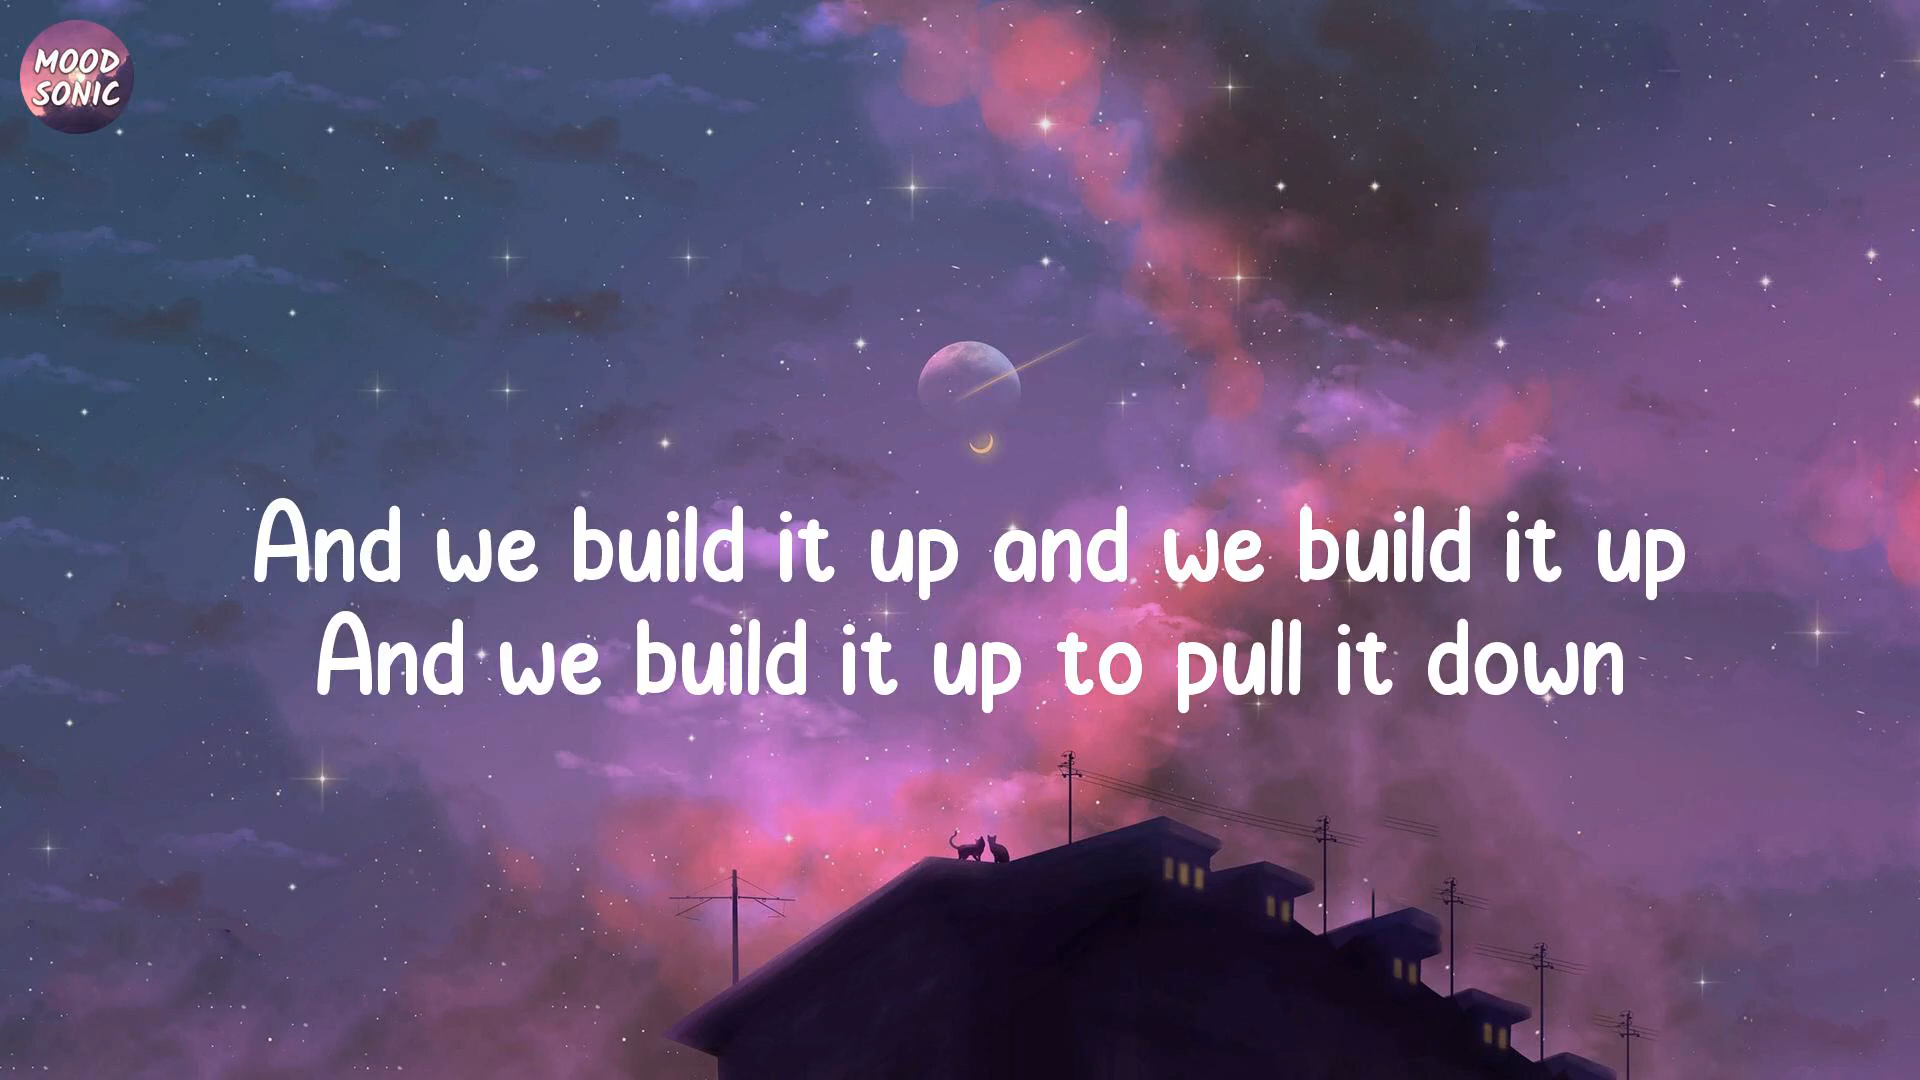 MOOD
SONIC
And we build it up and we build it up
And we build it up to pull it down